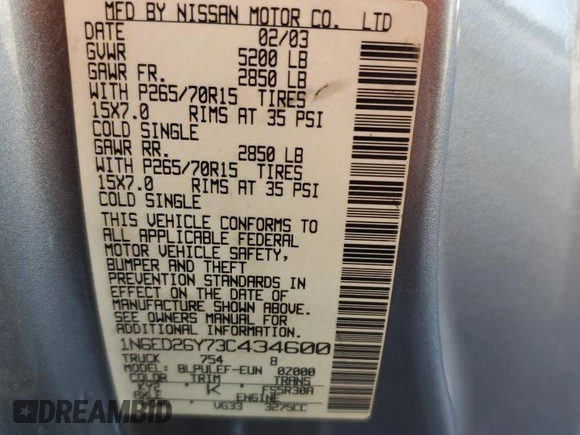 MFD BY NISSAN MOTOR CO. LTD
DATE 02/03
GVWR 5200 LB
GAWR FR. 2850 LB
WITH P265/70R15 TIRES
15X7.0 RIMS AT 35 PSI
COLD SINGLE
GAWR RR. 2850 LB
WITH P265/70R15 TIRES
15X7.0 RIMS AT 35 PSI
COLD SINGLE
THIS VEHICLE CONFORMS TO
ALL APPLICABLE FEDERAL
MOTOR VEHICLE SAFETY,
BUMPER AND THEFT
PREVENTION STANDARDS IN
EFFECT ON THE DATE OF
MANUFACTURE SHOWN ABOVE.
SEE OWNERS MANUAL FOR
ADDITIONAL INFORMATION.
1N6ED26Y73C434600
TRUCK 754 8
MODEL: BLPULEF-EUN 0Z000
COLOR TRIM TRANS
KY2 K FS5R30A
AXLE ENGINE
VG33 3275CC
DREAMBID